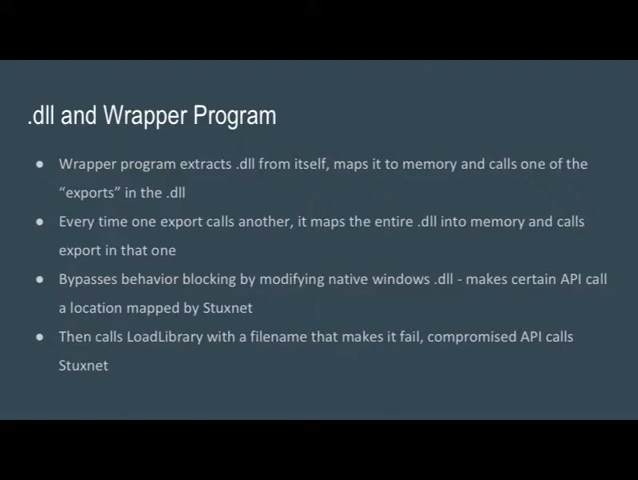 .dll and Wrapper Program
● Wrapper program extracts .dll from itself, maps it to memory and calls one of the
“exports” in the .dll
● Every time one export calls another, it maps the entire .dll into memory and calls
export in that one
● Bypasses behavior blocking by modifying native windows .dll - makes certain API call
a location mapped by Stuxnet
● Then calls LoadLibrary with a filename that makes it fail, compromised API calls
Stuxnet